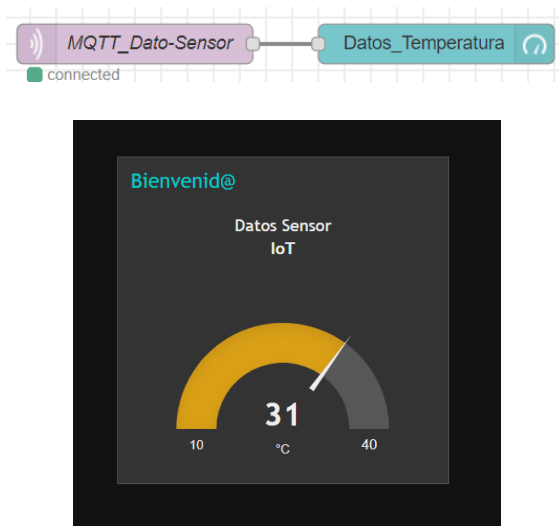 MQTT_Dato-Sensor
Datos_Temperatura
connected
Bienvenid@
Datos Sensor
IoT
31
10
°C
40